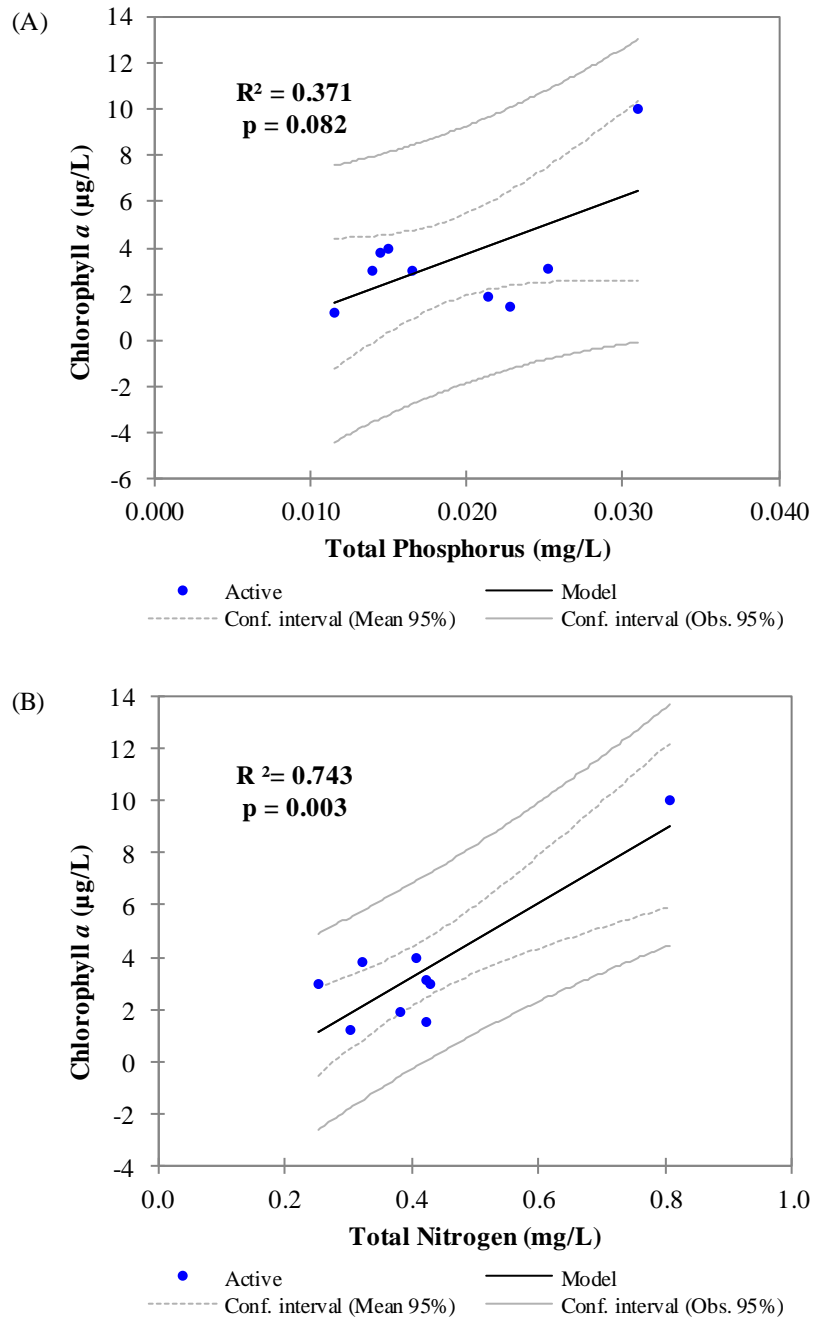 (A)
14
12
10
8
6
4
2
0
-2
-4
-6
R² = 0.371
p = 0.082
Chlorophyll a (µg/L)
0.000 0.010 0.020 0.030 0.040
Total Phosphorus (mg/L)
Active Model
Conf. interval (Mean 95%) Conf. interval (Obs. 95%)
(B)
14
12
10
8
6
4
2
0
-2
-4
R ²= 0.743
p = 0.003
Chlorophyll a (µg/L)
0.0 0.2 0.4 0.6 0.8 1.0
Total Nitrogen (mg/L)
Active Model
Conf. interval (Mean 95%) Conf. interval (Obs. 95%)